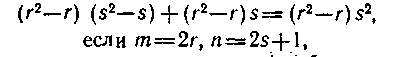 (r²—r) (s²—s)+(r²—r) s=(r²—r) s²,
если m=2r, n=2s+1,